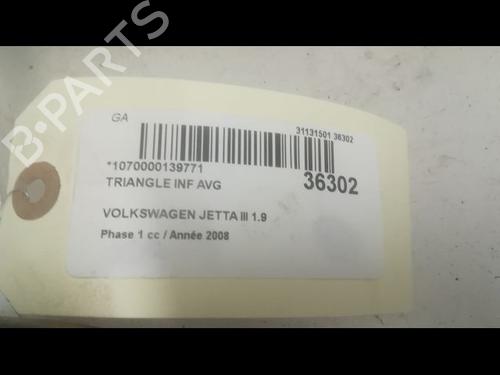 GA
31131501 36302
*1070000139771
36302
TRIANGLE INF AVG
VOLKSWAGEN JETTA III 1.9
Phase 1 cc / Année 2008
B-PARTS